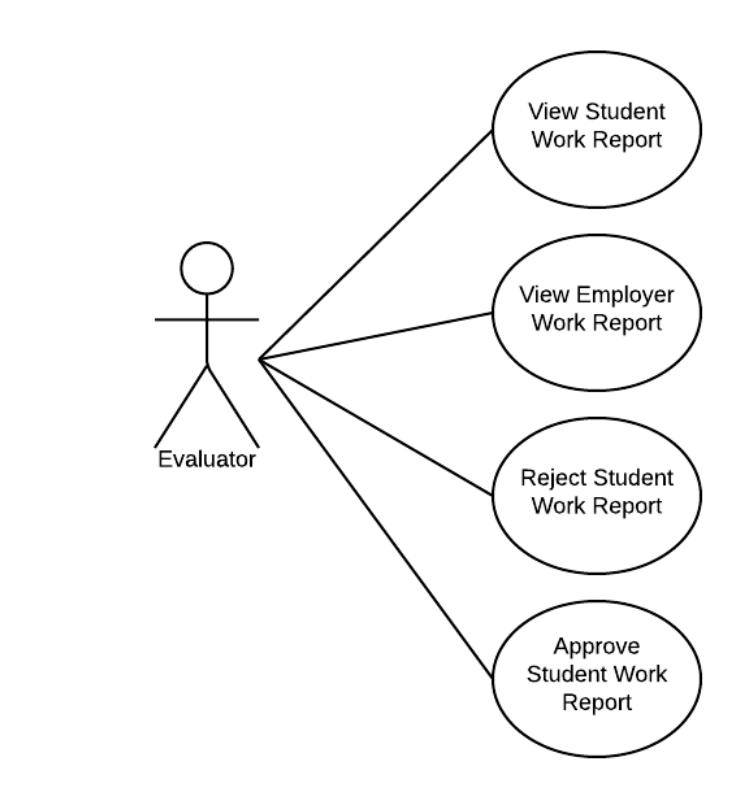 View Student
Work Report
View Employer
Work Report
Evaluator
Reject Student
Work Report
Approve
Student Work
Report